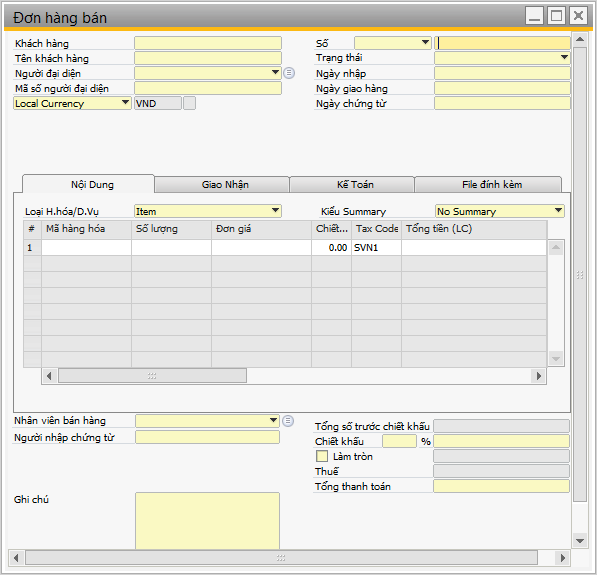 Đơn hàng bán
Khách hàng
Tên khách hàng
Người đại diện
Mã số người đại diện
Local Currency VND
Số
Trạng thái
Ngày nhập
Ngày giao hàng
Ngày chứng từ
Nội Dung Giao Nhận Kế Toán File đính kèm
Loại H.hóa/D.Vụ Item Kiểu Summary No Summary
# Mã hàng hóa Số lượng Đơn giá Chiết... Tax Code Tổng tiền (LC)
1 0.00 SVN1
Nhân viên bán hàng
Người nhập chứng từ
Tổng số trước chiết khấu
Chiết khấu %
Làm tròn
Thuế
Tổng thanh toán
Ghi chú